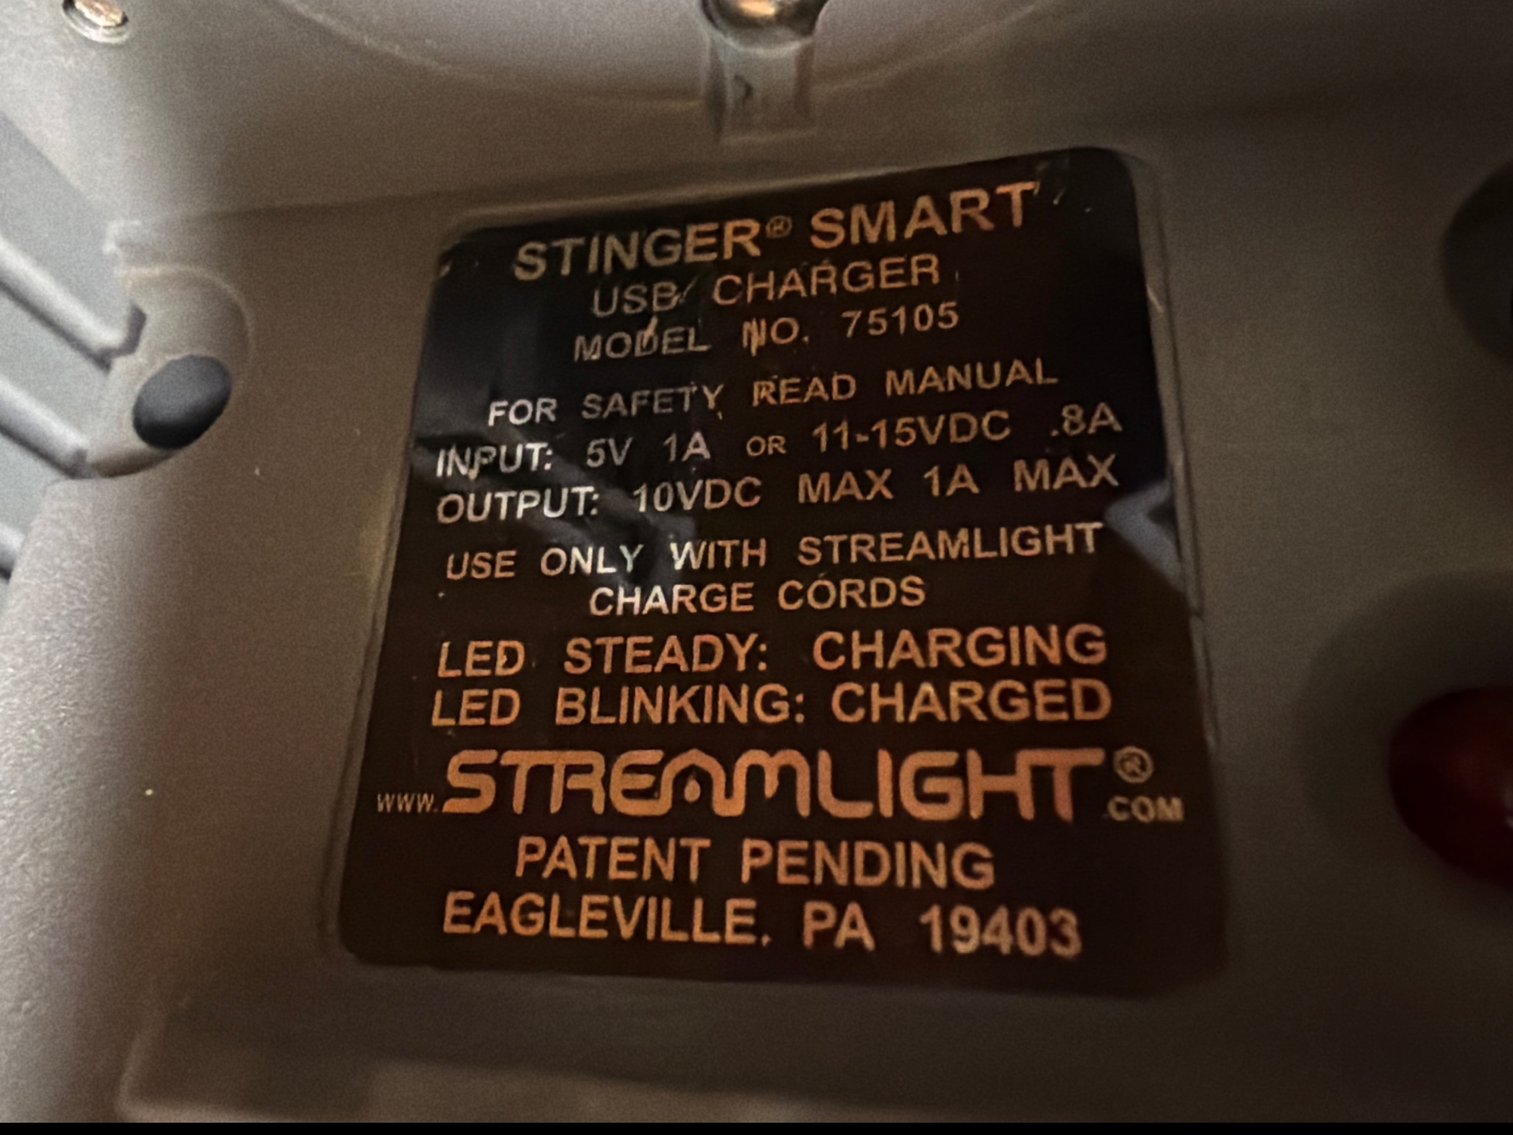 STINGER® SMART
USB CHARGER
MODEL NO. 75105
FOR SAFETY READ MANUAL
INPUT: 5V 1A OR 11-15VDC .8A
OUTPUT: 10VDC MAX 1A MAX
USE ONLY WITH STREAMLIGHT
CHARGE CORDS
LED STEADY: CHARGING
LED BLINKING: CHARGED
www.STREAMLIGHT®.COM
PATENT PENDING
EAGLEVILLE, PA 19403